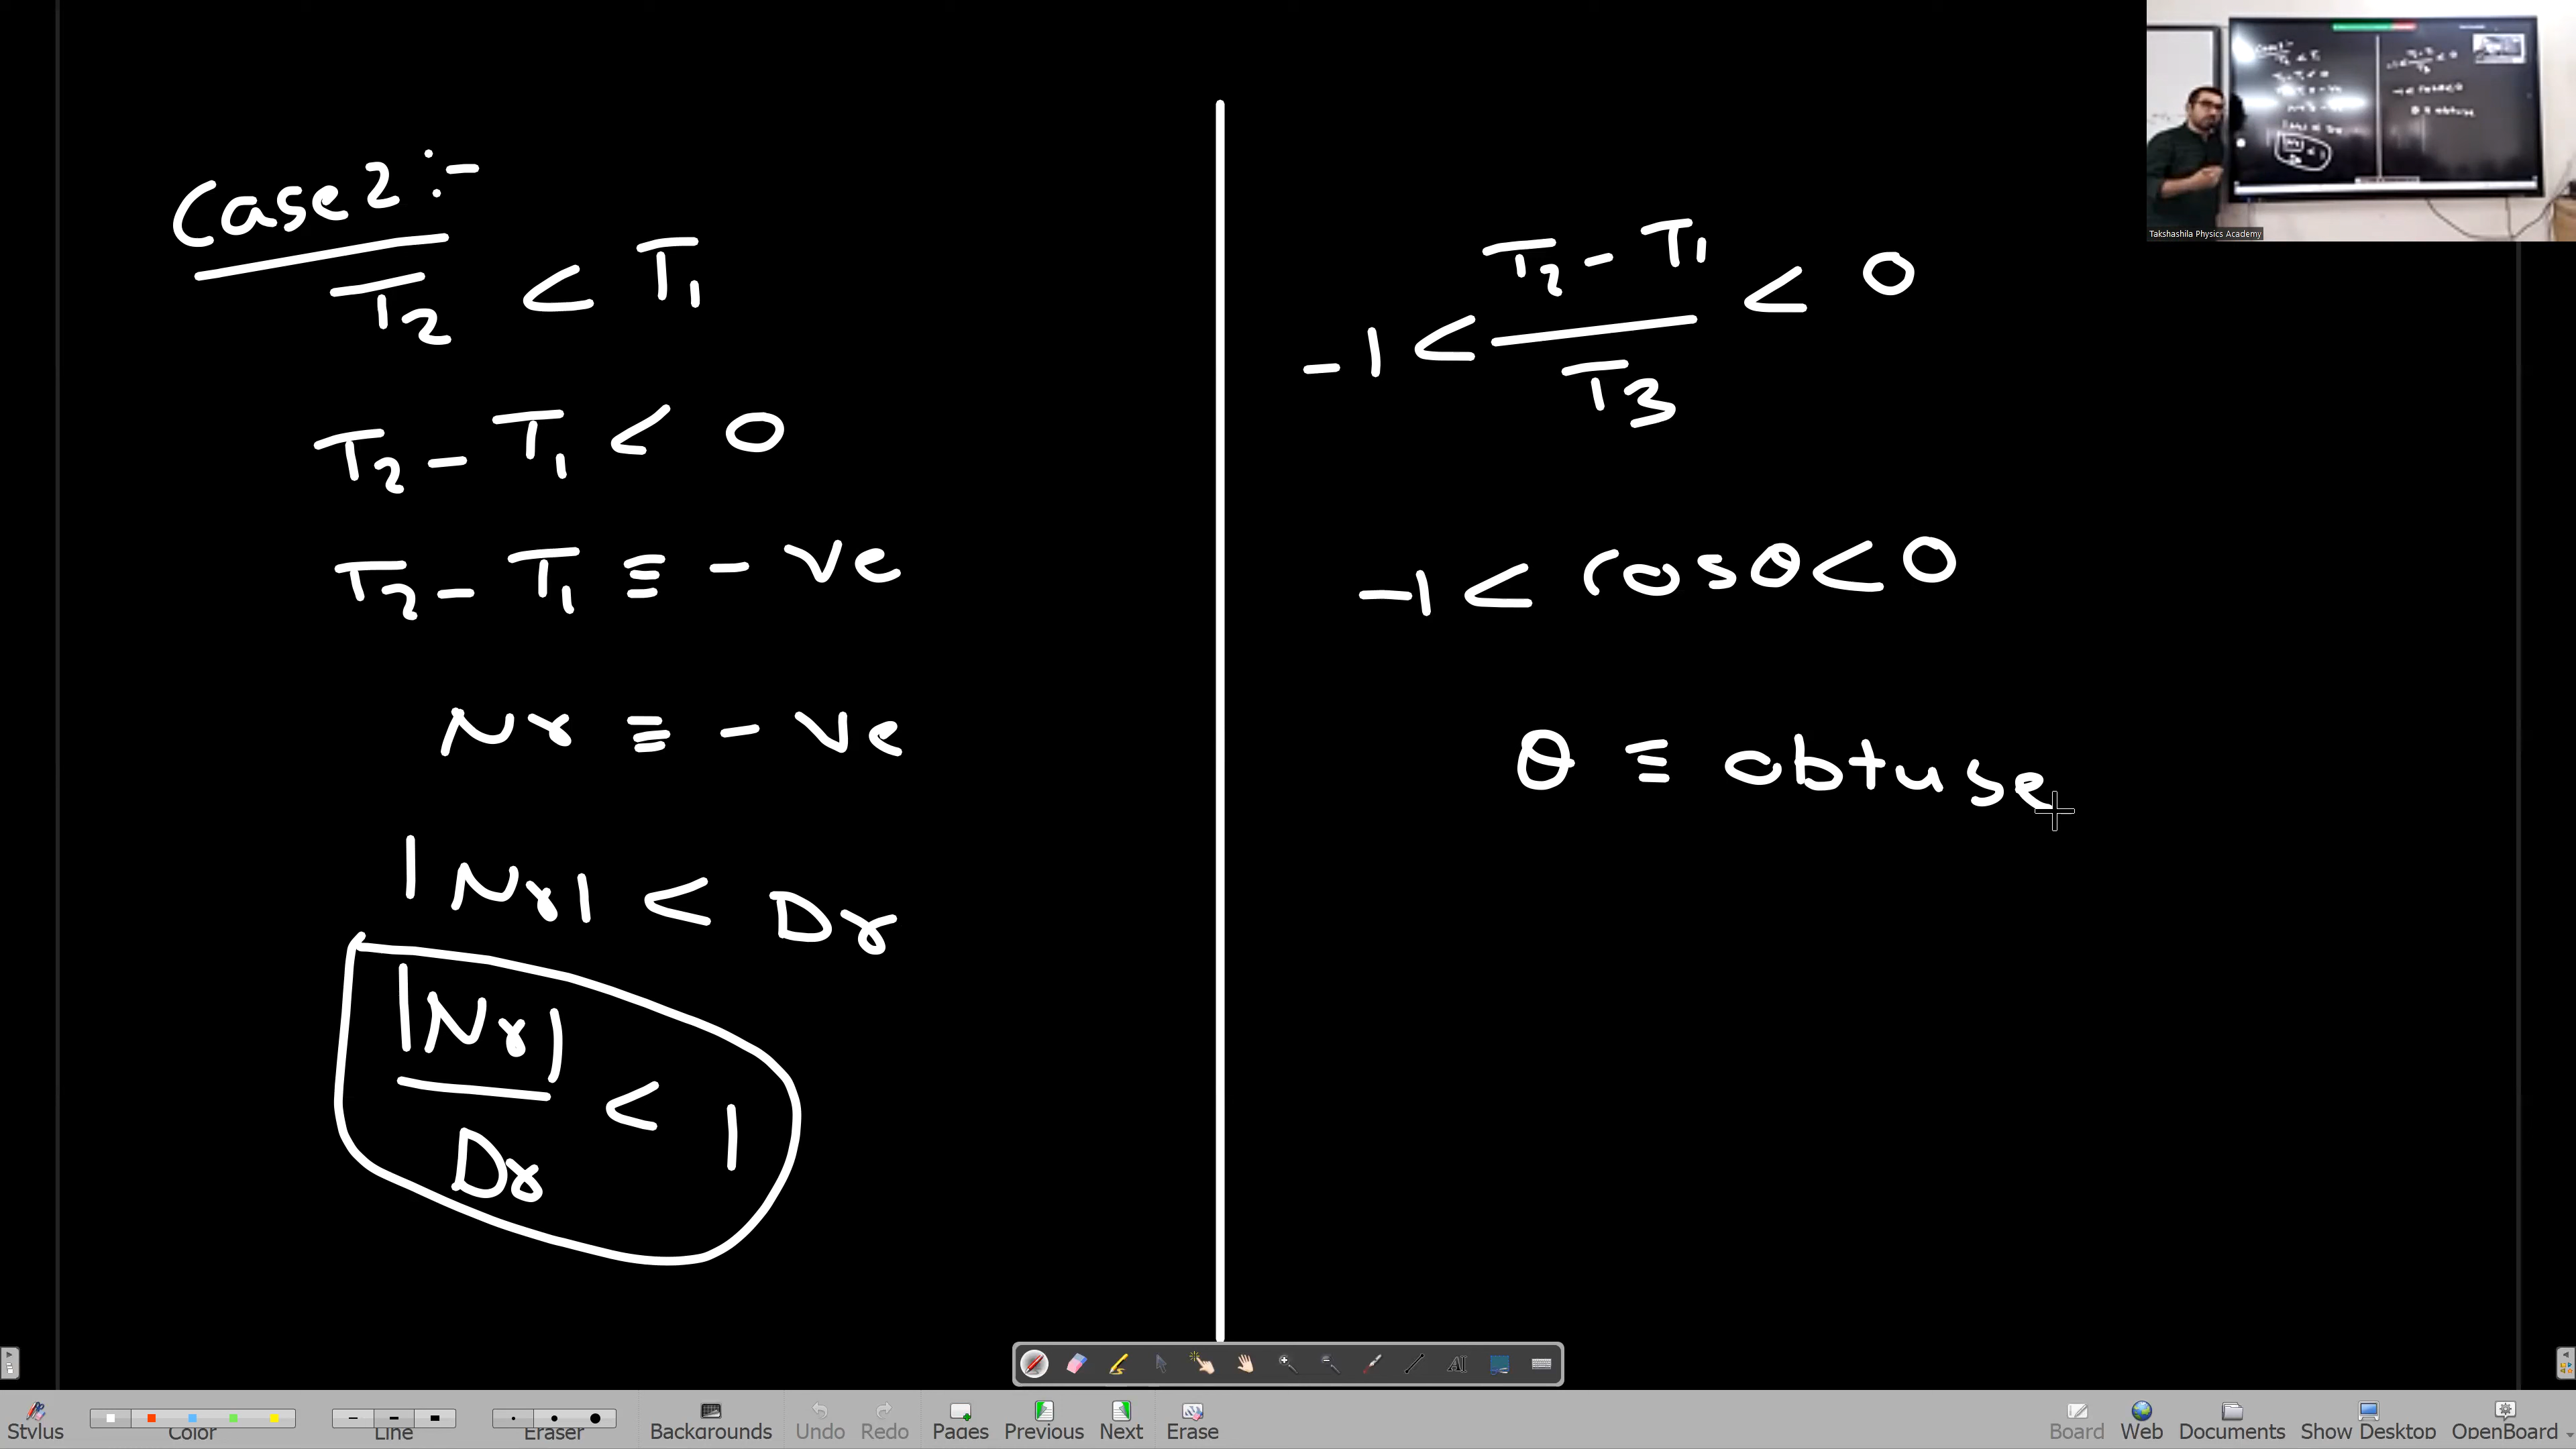 Case 2 :-
T2 < T1
T2 - T1 < 0
T2 - T1 ≡ - ve
Nr ≡ - ve
|Nr| < Dr
|Nr| / Dr < 1
-1 < (T2 - T1) / T3 < 0
-1 < cosθ < 0
θ ≡ obtuse
Takshashila Physics Academy
Stylus Color Line Eraser Backgrounds Undo Redo Pages Previous Next Erase Board Web Documents Show Desktop OpenBoard